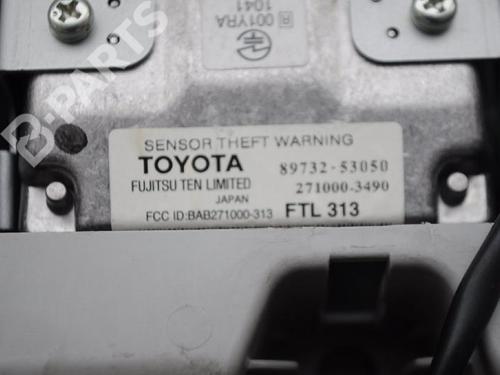 R 001YRA
1041
B-PARTS
SENSOR THEFT WARNING
TOYOTA 89732-53050
FUJITSU TEN LIMITED 271000-3490
JAPAN
FCC ID:BAB271000-313 FTL 313